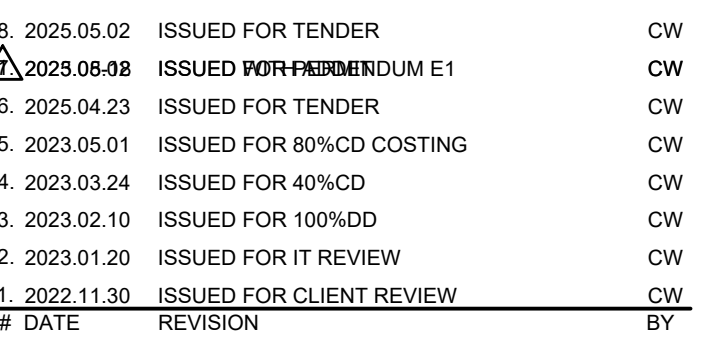 8. 2025.05.02 ISSUED FOR TENDER CW
ISSUED CW
6. 2025.04.23 ISSUED FOR TENDER CW
5. 2023.05.01 ISSUED FOR 80%CD COSTING CW
4. 2023.03.24 ISSUED FOR 40%CD CW
3. 2023.02.10 ISSUED FOR 100%DD CW
2. 2023.01.20 ISSUED FOR IT REVIEW CW
1. 2022.11.30 ISSUED FOR CLIENT REVIEW CW
# DATE REVISION BY